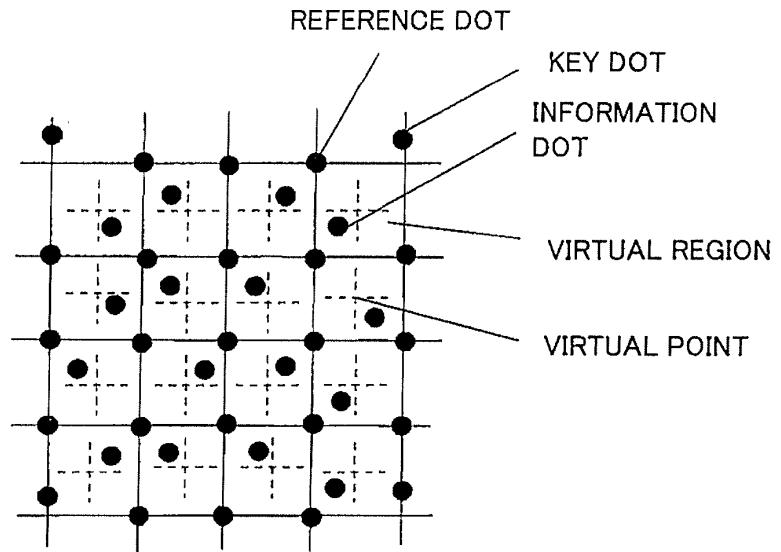 REFERENCE DOT
KEY DOT
INFORMATION
DOT
VIRTUAL REGION
VIRTUAL POINT